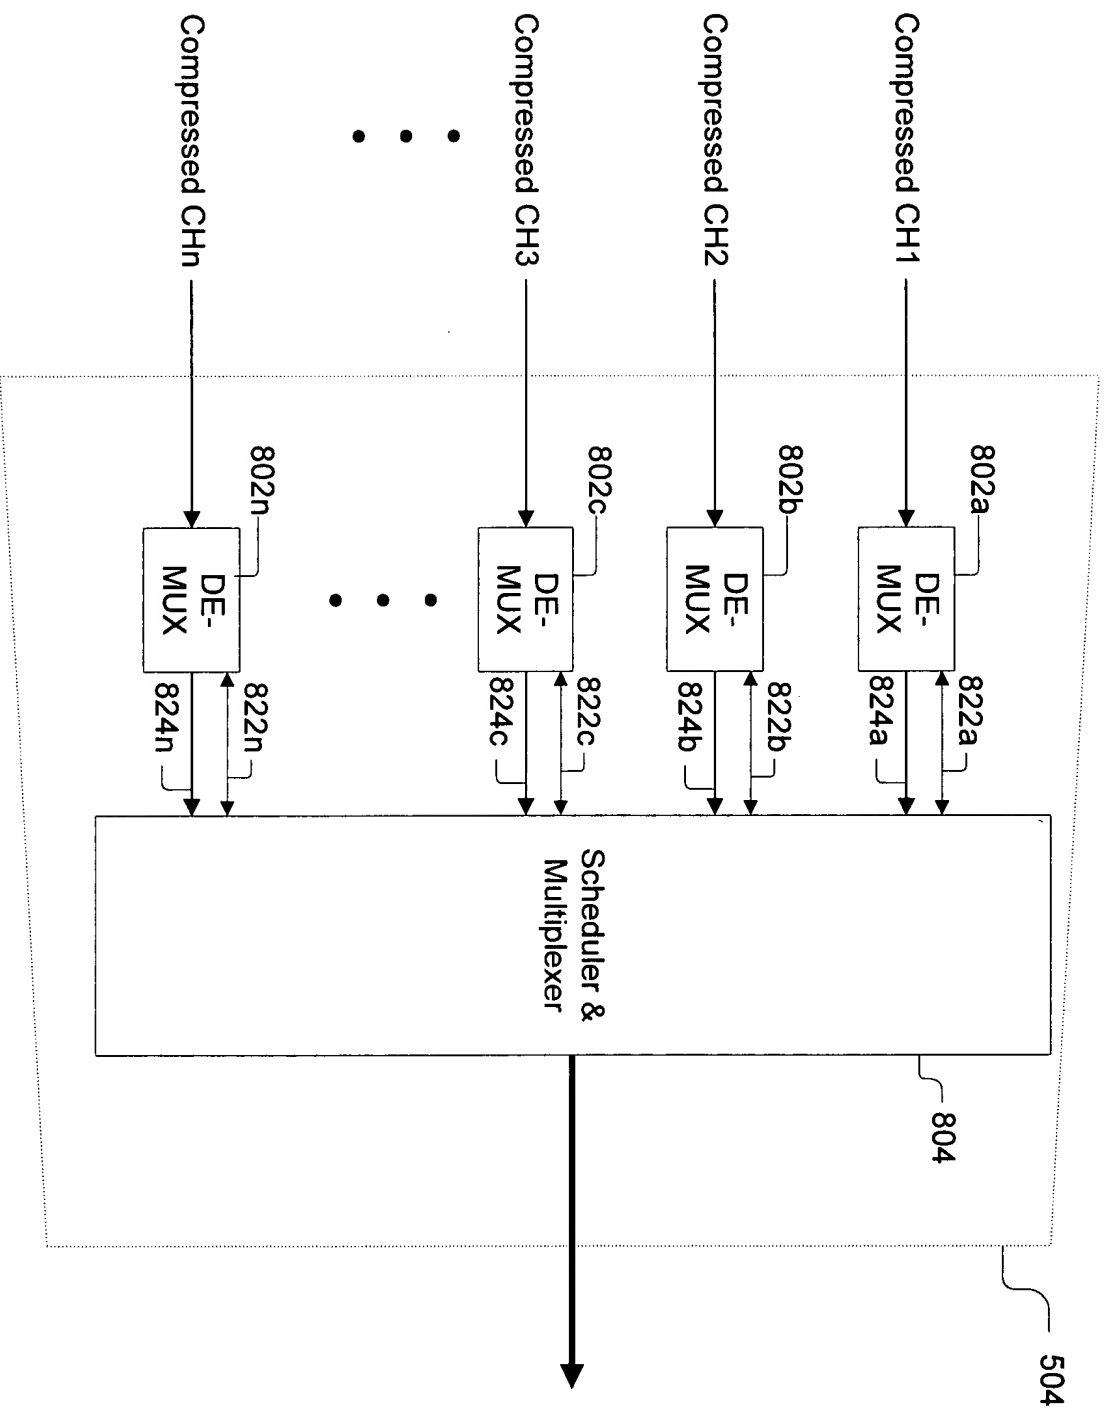 Compressed CH1
Compressed CH2
Compressed CH3
Compressed CHn
802a
DE-
MUX
822a
824a
802b
DE-
MUX
822b
824b
802c
DE-
MUX
822c
824c
802n
DE-
MUX
822n
824n
Scheduler &
Multiplexer
804
504